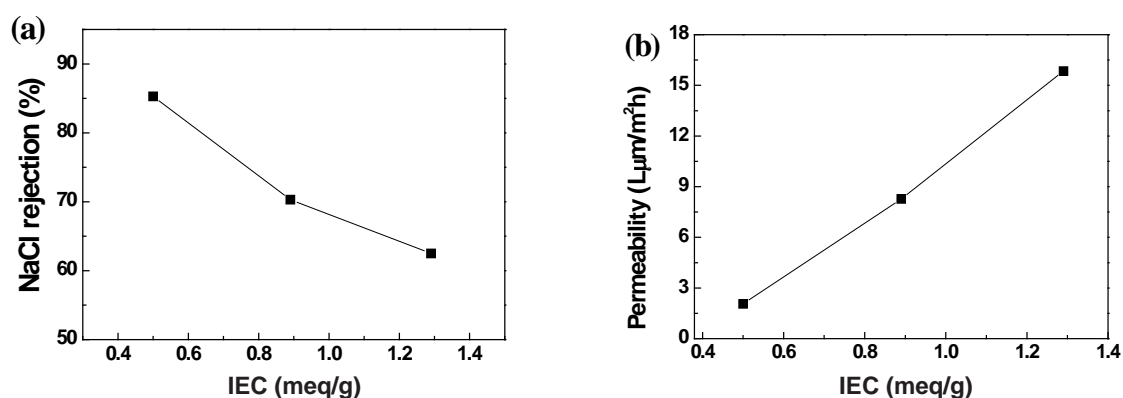 (a)
NaCl rejection (%)
90
80
70
60
50
0.4 0.6 0.8 1.0 1.2 1.4
IEC (meq/g)
(b)
Permeability (Lμm/m²h)
18
15
12
9
6
3
0
0.4 0.6 0.8 1.0 1.2 1.4
IEC (meq/g)